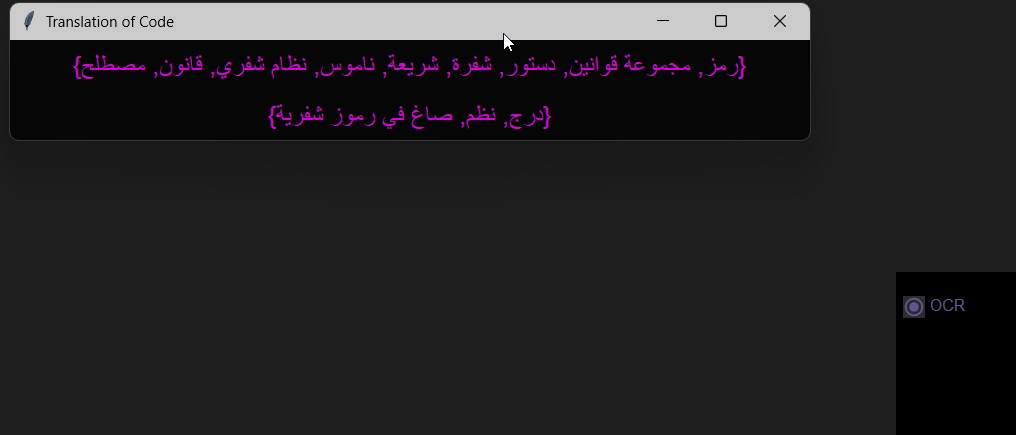 Translation of Code
{رمز, مجموعة قوانين, دستور, شفرة, شريعة, ناموس, نظام شفري, قانون, مصطلح}
{درج, نظم, صاغ في رموز شفرية}
OCR